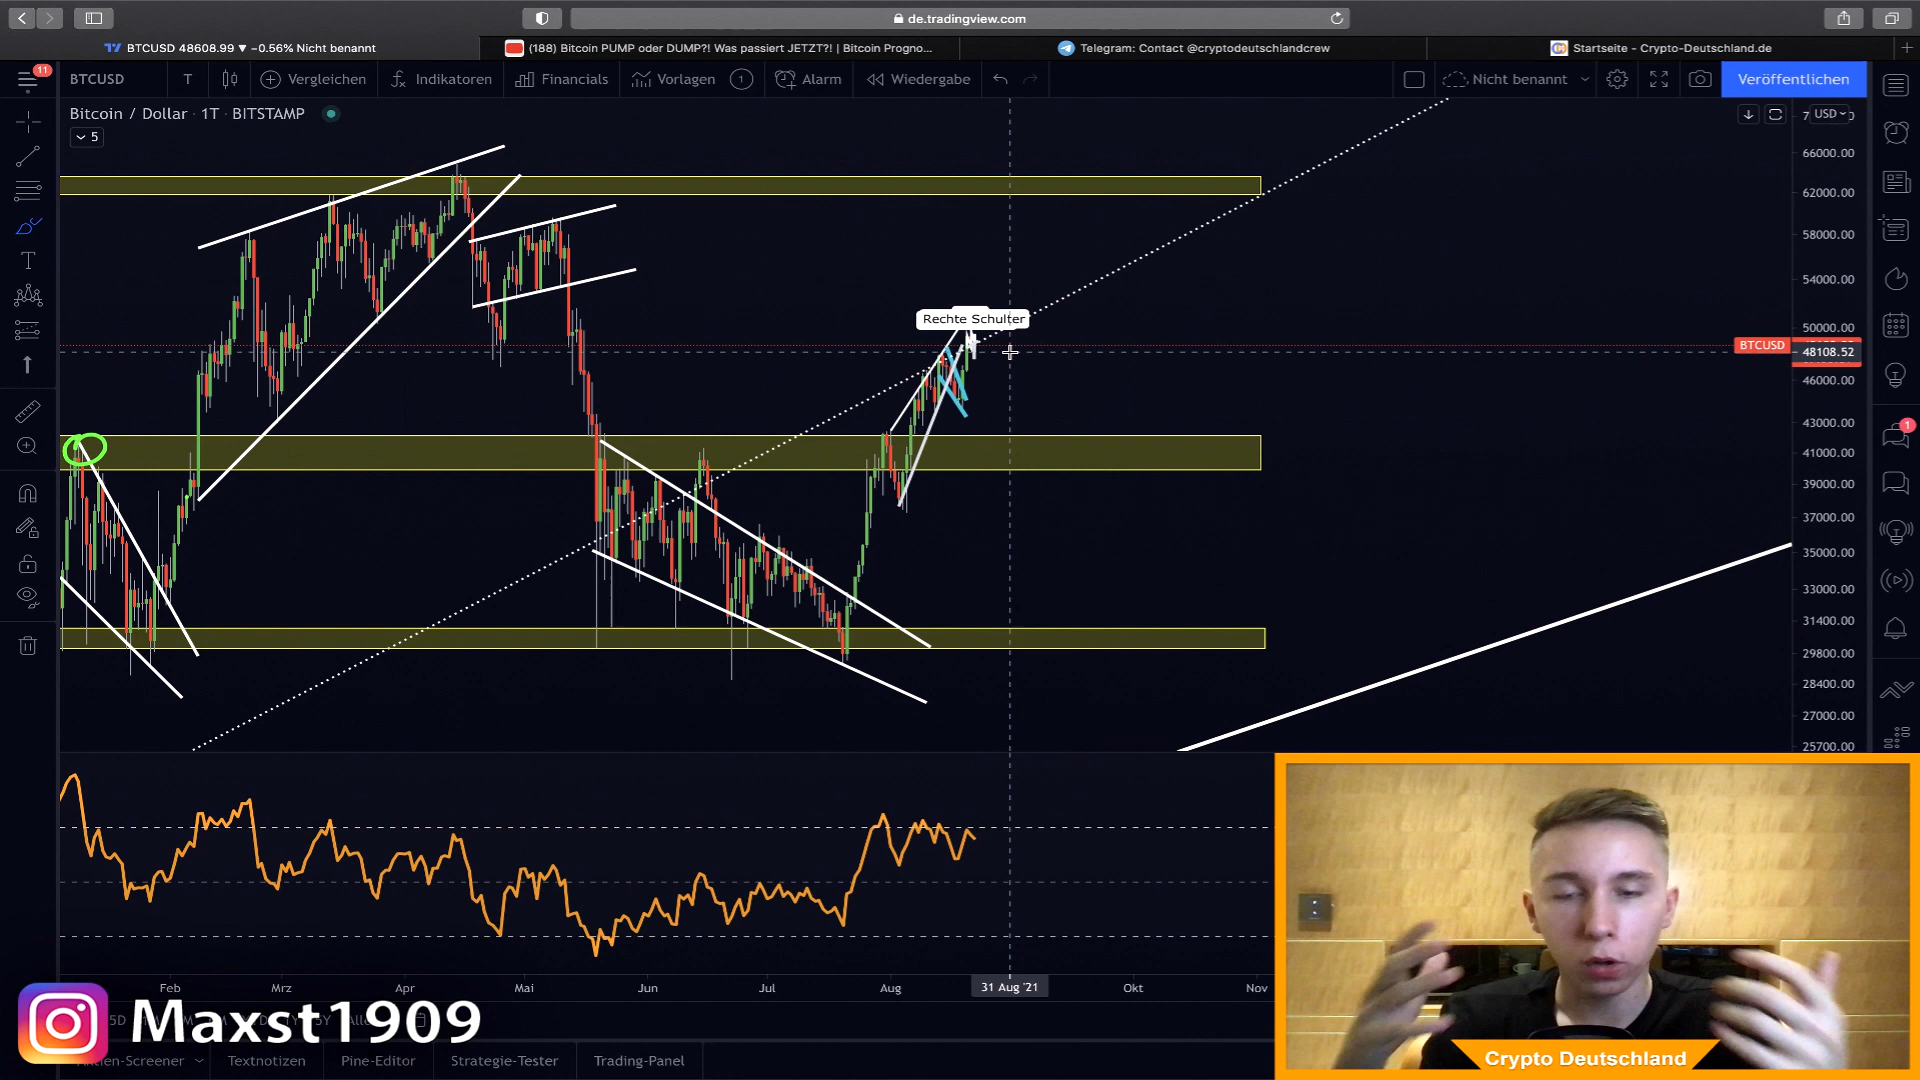 de.tradingview.com
BTCUSD 48608.99 ▼ −0.56% Nicht benannt
(188) Bitcoin PUMP oder DUMP?! Was passiert JETZT?! | Bitcoin Progno...
Telegram: Contact @cryptodeutschlandcrew
Startseite - Crypto-Deutschland.de
11
BTCUSD
T
Vergleichen
Indikatoren
Financials
Vorlagen
1
Alarm
Wiedergabe
Nicht benannt
Veröffentlichen
Bitcoin / Dollar · 1T · BITSTAMP
5
USD
66000.00
62000.00
58000.00
54000.00
Rechte Schulter
50000.00
BTCUSD
48108.52
46000.00
43000.00
41000.00
39000.00
37000.00
35000.00
33000.00
31400.00
29800.00
28400.00
27000.00
25700.00
1
Feb
Mrz
Apr
Mai
Jun
Jul
Aug
31 Aug '21
Okt
Nov
5D
Maxst1909
Textnotizen
Pine-Editor
Strategie-Tester
Trading-Panel
Crypto Deutschland